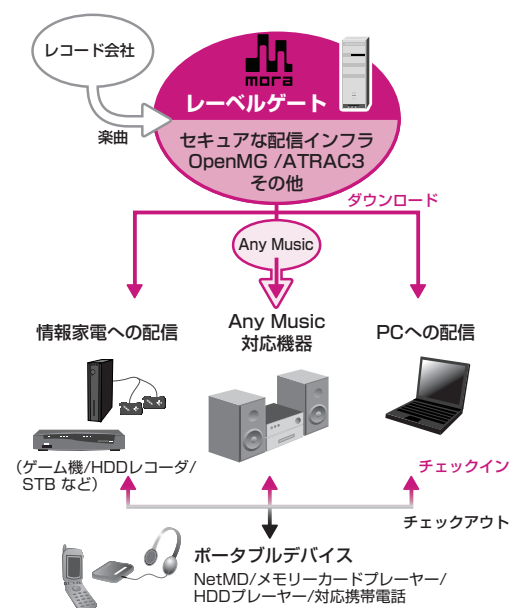 レコード会社
楽曲
mora
レーベルゲート
セキュアな配信インフラ
OpenMG /ATRAC3
その他
ダウンロード
Any Music
情報家電への配信
Any Music
対応機器
PCへの配信
(ゲーム機/HDDレコーダ/
STB など)
チェックイン
チェックアウト
ポータブルデバイス
NetMD/メモリーカードプレーヤー/
HDDプレーヤー/対応携帯電話